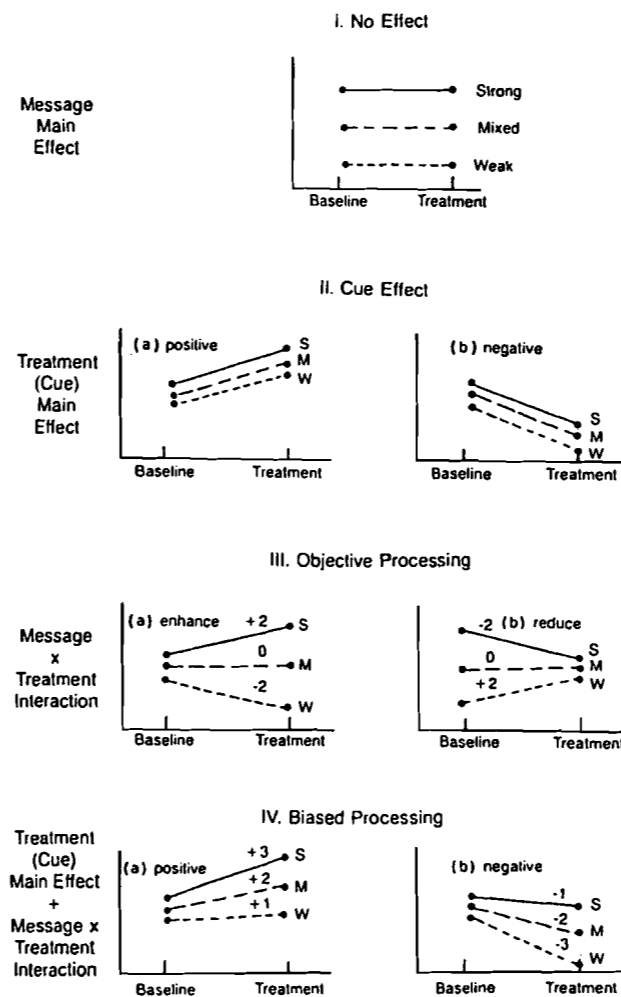 I. No Effect
Message
Main
Effect
Strong
Mixed
Weak
Baseline Treatment
II. Cue Effect
Treatment
(Cue)
Main
Effect
(a) positive
S
M
W
Baseline Treatment
(b) negative
S
M
W
Baseline Treatment
III. Objective Processing
Message
x
Treatment
Interaction
(a) enhance
+2 S
0 M
-2 W
Baseline Treatment
-2 (b) reduce
S
0 M
+2 W
Baseline Treatment
IV. Biased Processing
Treatment
(Cue)
Main Effect
+
Message x
Treatment
Interaction
(a) positive
+3 S
+2 M
+1 W
Baseline Treatment
(b) negative
-1 S
-2 M
-3 W
Baseline Treatment